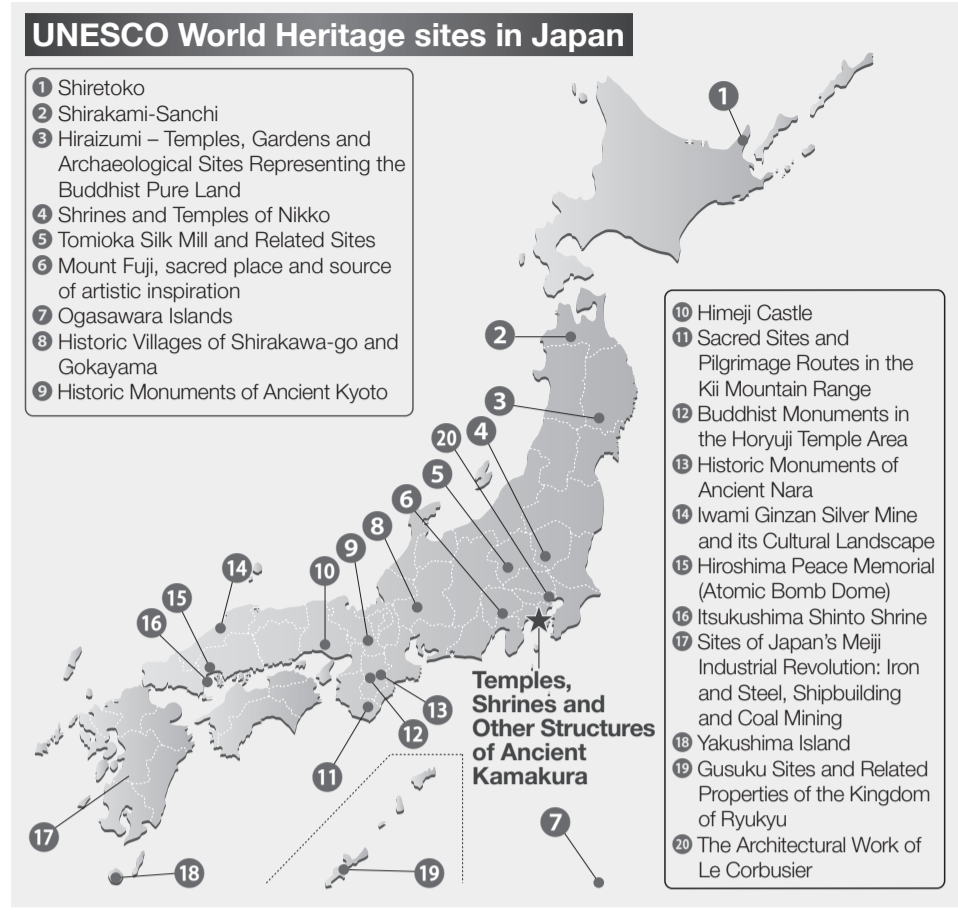 UNESCO World Heritage sites in Japan
1 Shiretoko
2 Shirakami-Sanchi
3 Hiraizumi – Temples, Gardens and
Archaeological Sites Representing the
Buddhist Pure Land
4 Shrines and Temples of Nikko
5 Tomioka Silk Mill and Related Sites
6 Mount Fuji, sacred place and source
of artistic inspiration
7 Ogasawara Islands
8 Historic Villages of Shirakawa-go and
Gokayama
9 Historic Monuments of Ancient Kyoto
10 Himeji Castle
11 Sacred Sites and
Pilgrimage Routes in the
Kii Mountain Range
12 Buddhist Monuments in
the Horyuji Temple Area
13 Historic Monuments of
Ancient Nara
14 Iwami Ginzan Silver Mine
and its Cultural Landscape
15 Hiroshima Peace Memorial
(Atomic Bomb Dome)
16 Itsukushima Shinto Shrine
17 Sites of Japan's Meiji
Industrial Revolution: Iron
and Steel, Shipbuilding
and Coal Mining
18 Yakushima Island
19 Gusuku Sites and Related
Properties of the Kingdom
of Ryukyu
20 The Architectural Work of
Le Corbusier
1
2
3
20
4
5
6
8
9
10
14
15
16
Temples,
Shrines and
Other Structures
of Ancient
Kamakura
13
12
11
7
17
18
19